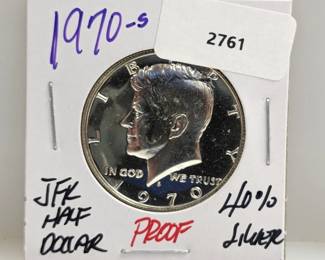 1970-s
2761
LIBERTY
IN GOD WE TRUST
S
1970
JFK
HALF
DOLLAR
PROOF
40%
SILVER